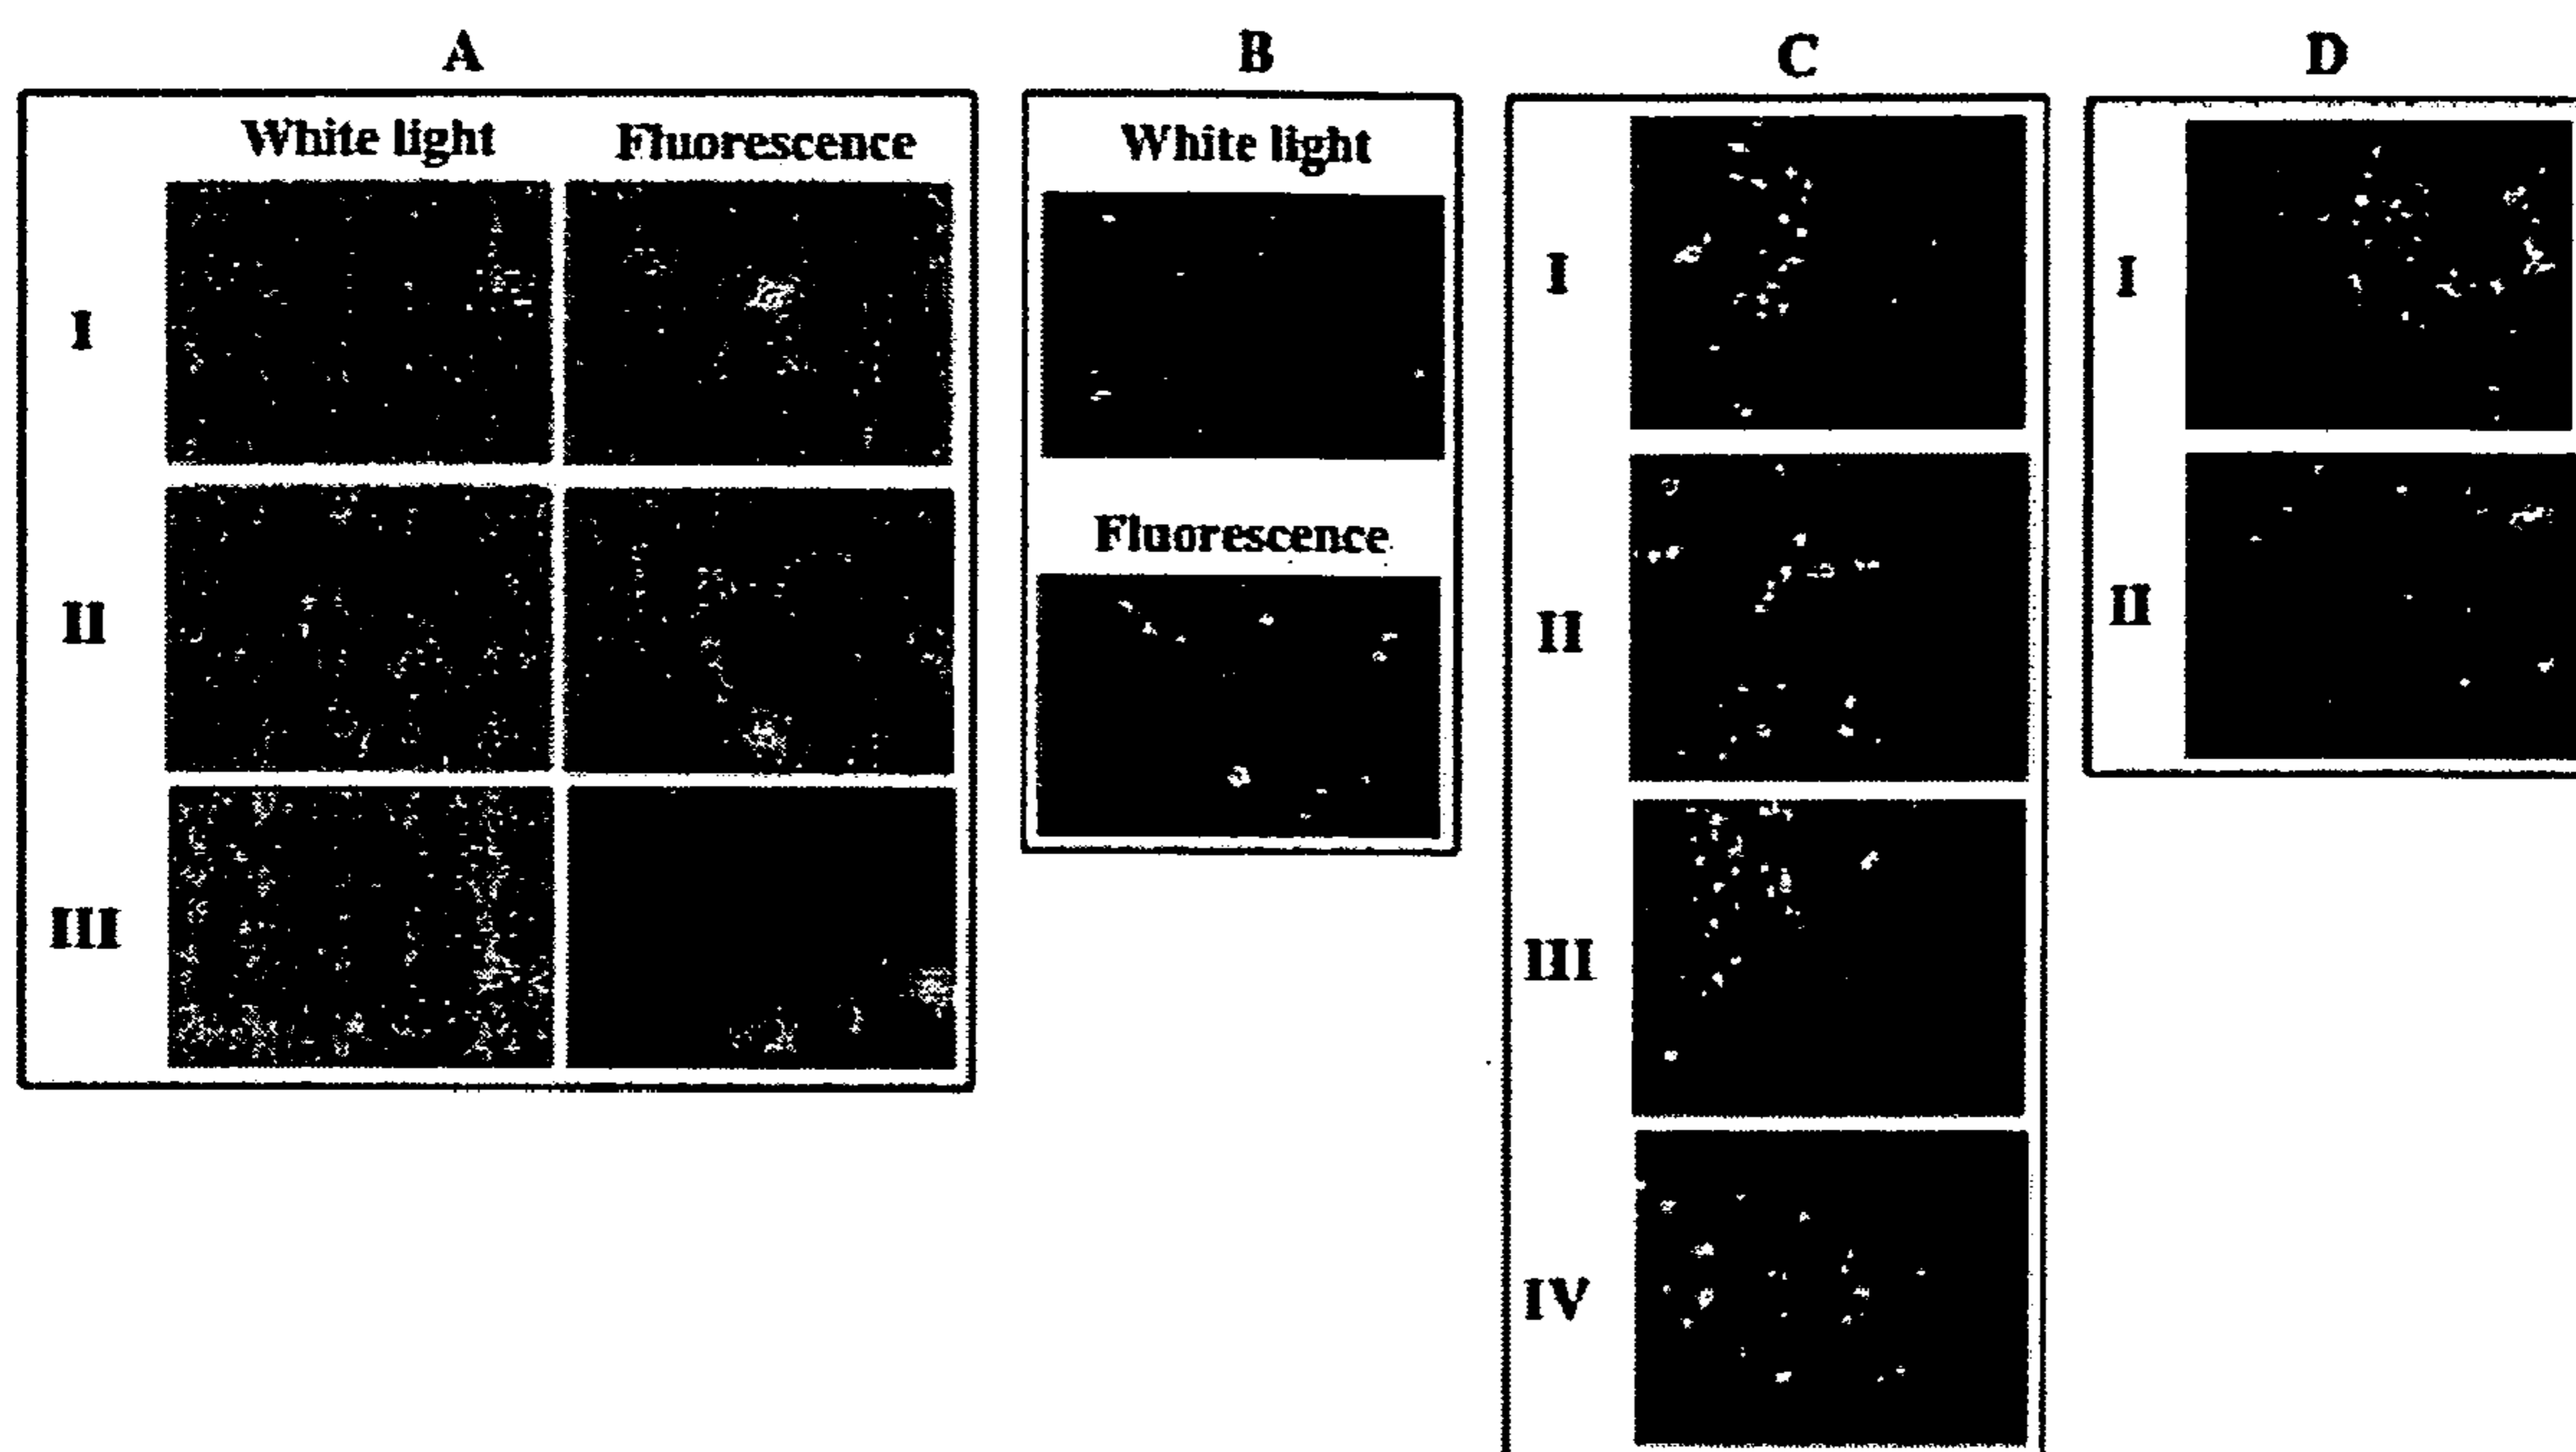 A
White light Fluorescence
I
II
III
B
White light
Fluorescence
C
I
II
III
IV
D
I
II